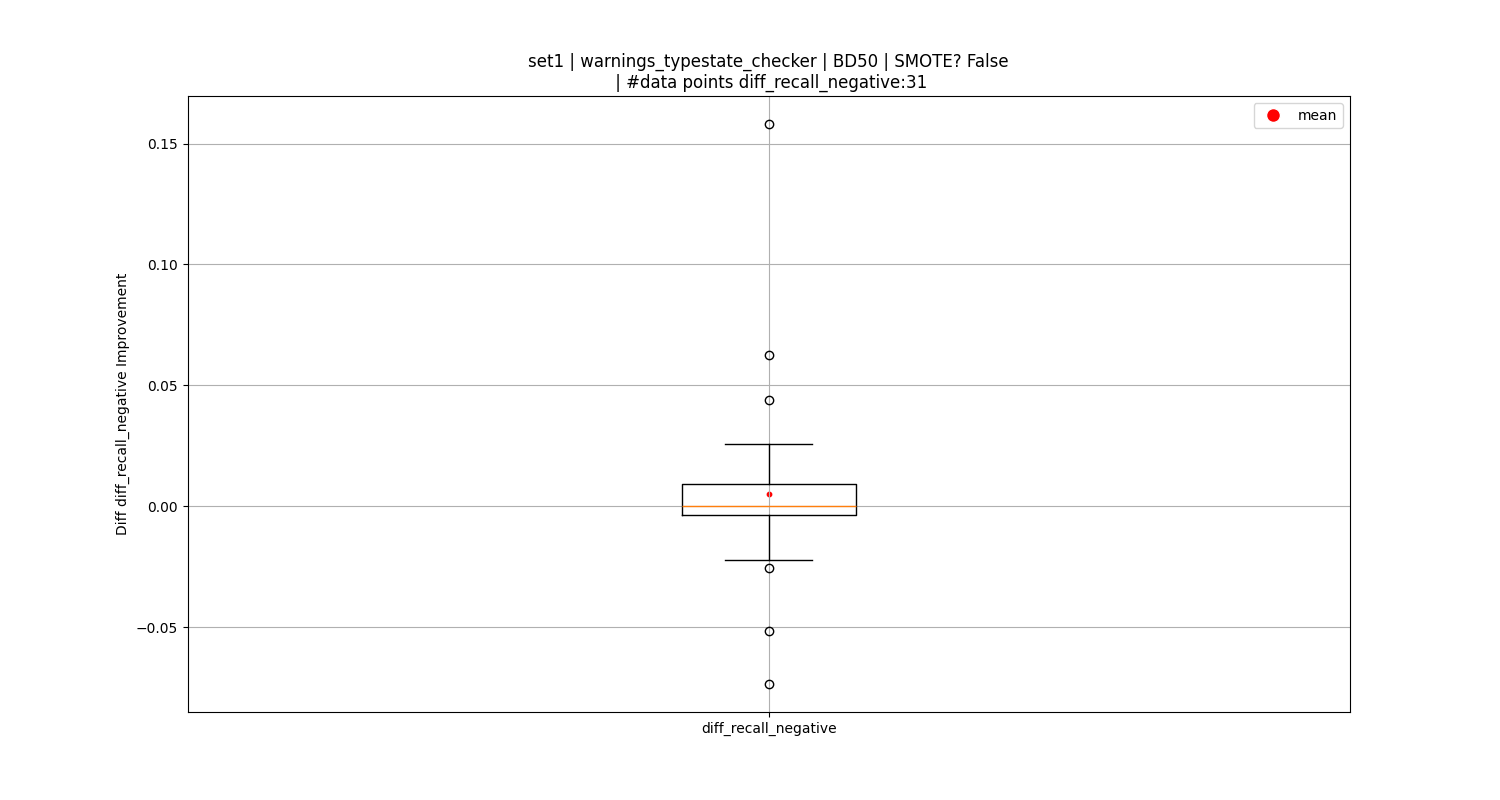 set1 | warnings_typestate_checker | BD50 | SMOTE? False
| #data points diff_recall_negative:31
mean
0.15
0.10
0.05
0.00
−0.05
Diff diff_recall_negative Improvement
diff_recall_negative